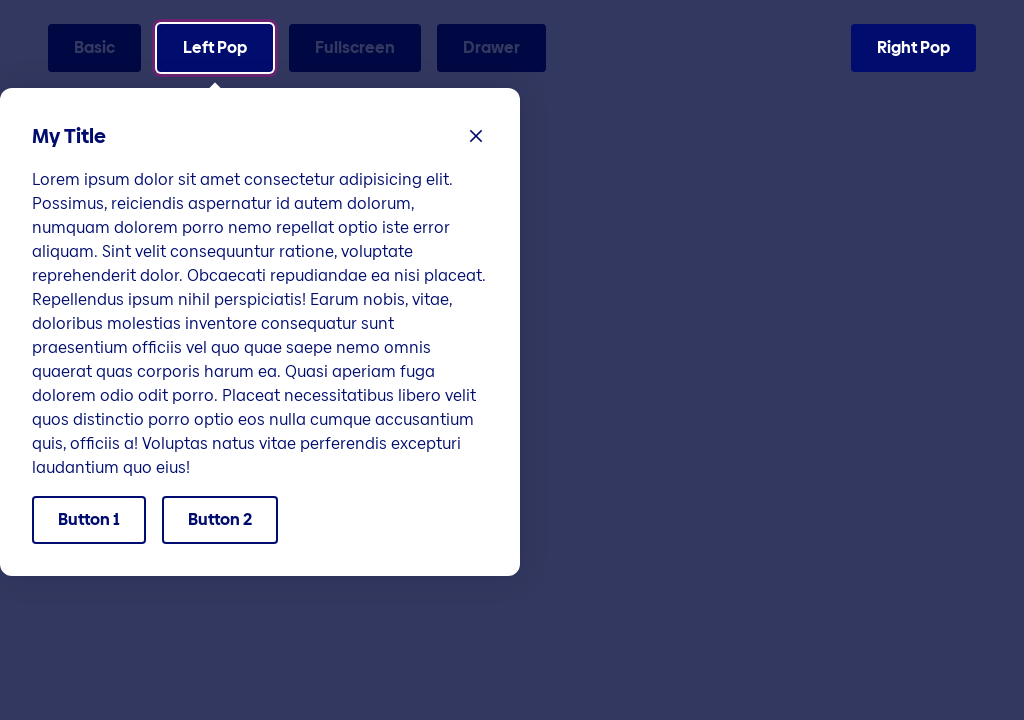 Basic
Left Pop
Fullscreen
Drawer
Right Pop
My Title
Lorem ipsum dolor sit amet consectetur adipisicing elit.
Possimus, reiciendis aspernatur id autem dolorum,
numquam dolorem porro nemo repellat optio iste error
aliquam. Sint velit consequuntur ratione, voluptate
reprehenderit dolor. Obcaecati repudiandae ea nisi placeat.
Repellendus ipsum nihil perspiciatis! Earum nobis, vitae,
doloribus molestias inventore consequatur sunt
praesentium officiis vel quo quae saepe nemo omnis
quaerat quas corporis harum ea. Quasi aperiam fuga
dolorem odio odit porro. Placeat necessitatibus libero velit
quos distinctio porro optio eos nulla cumque accusantium
quis, officiis a! Voluptas natus vitae perferendis excepturi
laudantium quo eius!
Button 1
Button 2